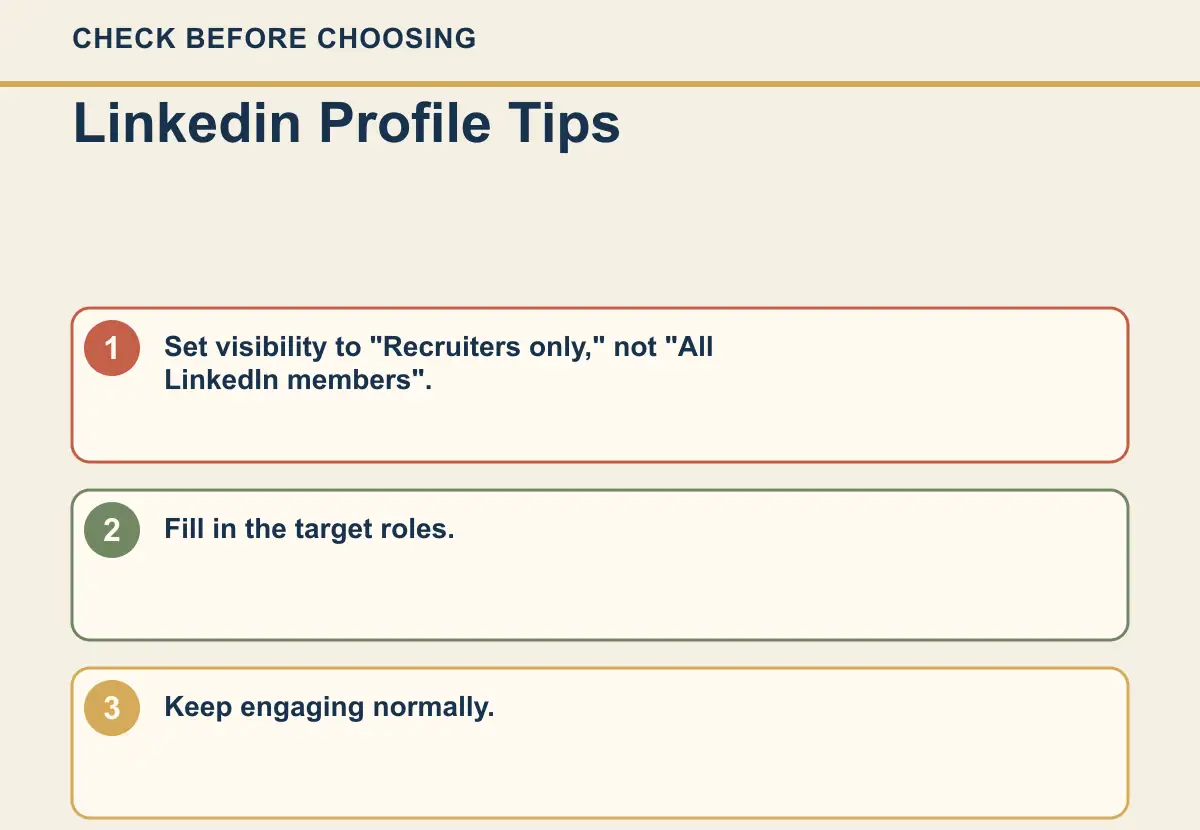 CHECK BEFORE CHOOSING
Linkedin Profile Tips
1
Set visibility to "Recruiters only," not "All
LinkedIn members".
2
Fill in the target roles.
3
Keep engaging normally.